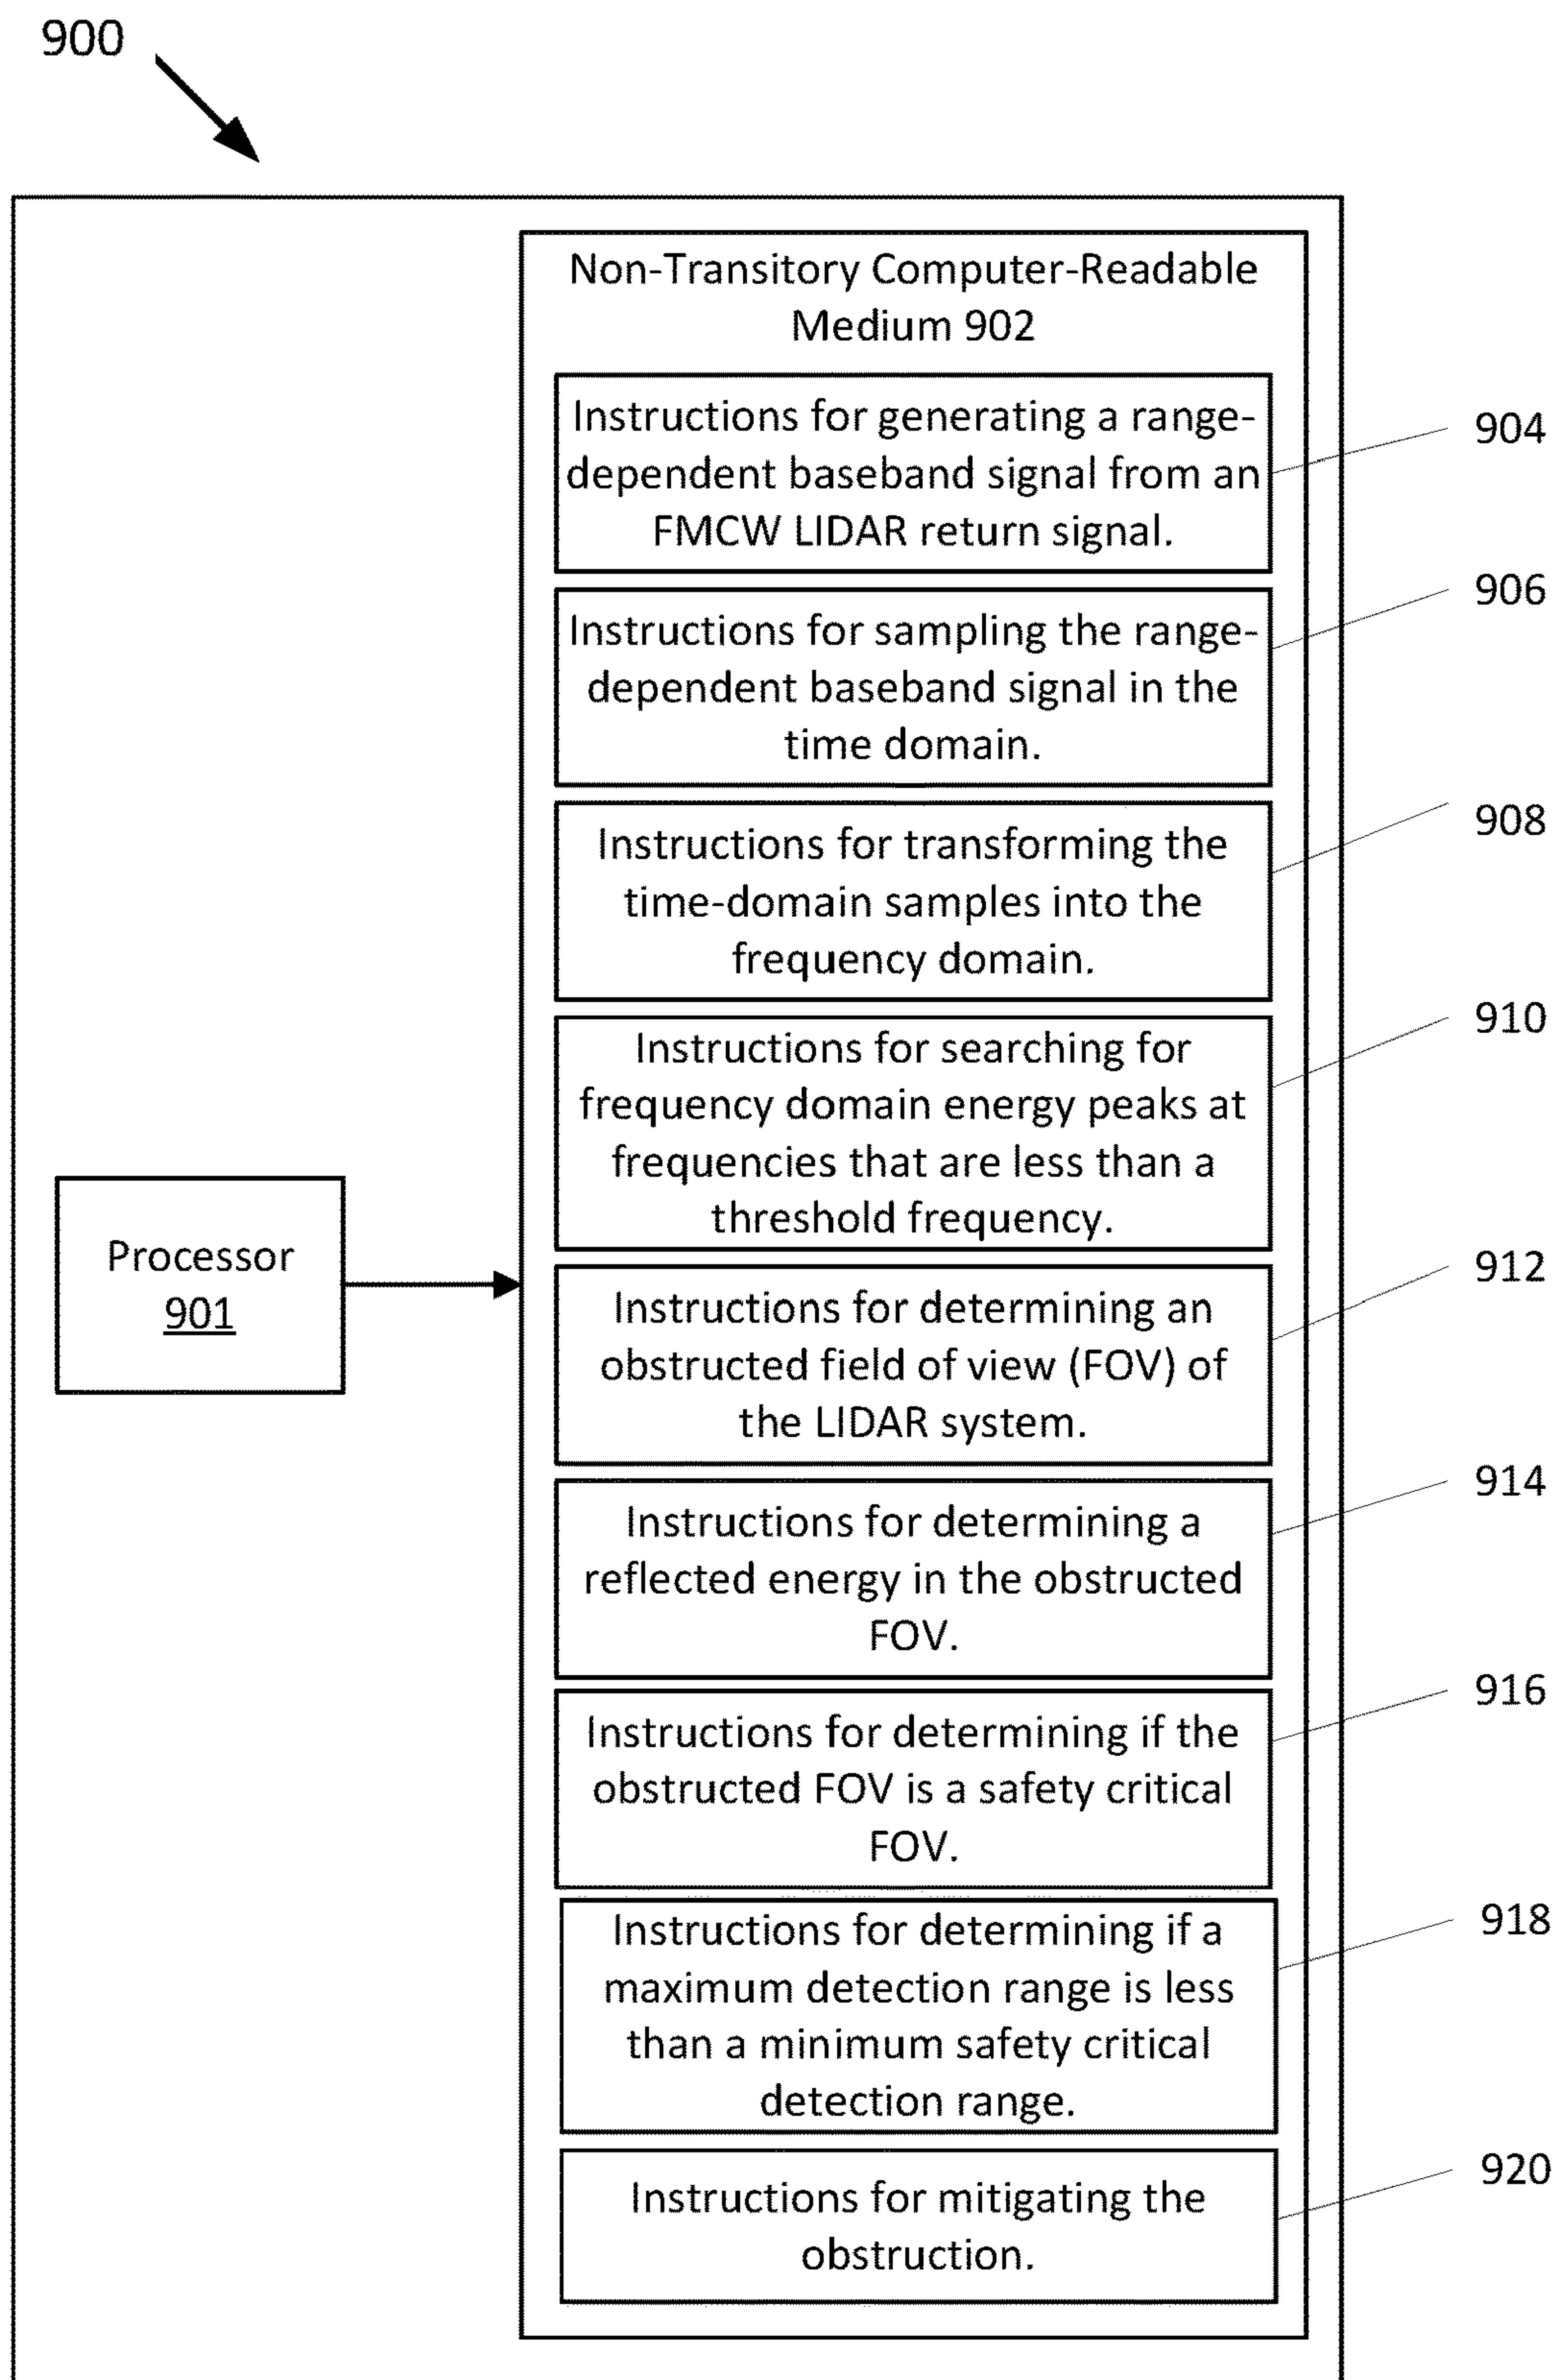 900
Non-Transitory Computer-Readable
Medium 902
Instructions for generating a range-
dependent baseband signal from an
FMCW LIDAR return signal.
904
Instructions for sampling the range-
dependent baseband signal in the
time domain.
906
Instructions for transforming the
time-domain samples into the
frequency domain.
908
Instructions for searching for
frequency domain energy peaks at
frequencies that are less than a
threshold frequency.
910
Processor
901
Instructions for determining an
obstructed field of view (FOV) of
the LIDAR system.
912
Instructions for determining a
reflected energy in the obstructed
FOV.
914
Instructions for determining if the
obstructed FOV is a safety critical
FOV.
916
Instructions for determining if a
maximum detection range is less
than a minimum safety critical
detection range.
918
Instructions for mitigating the
obstruction.
920